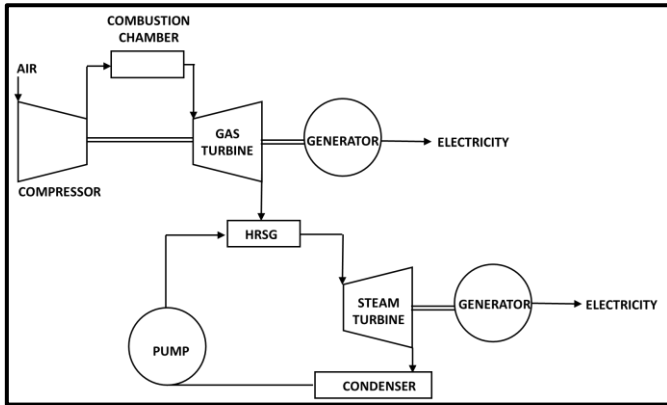 COMBUSTION
CHAMBER
AIR
GAS
TURBINE
GENERATOR
ELECTRICITY
COMPRESSOR
HRSG
STEAM
TURBINE
GENERATOR
ELECTRICITY
PUMP
CONDENSER